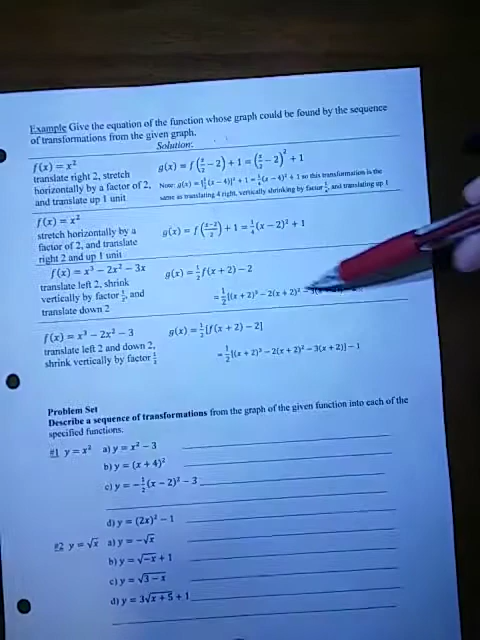 Example Give the equation of the function whose graph could be found by the sequence
of transformations from the given graph.
Solution:
f(x) = x²
translate right 2, stretch
horizontally by a factor of 2,
and translate up 1 unit
g(x) = f(x/2 − 2) + 1 = (x/2 − 2)² + 1
Note: g(x) = [½(x − 4)]² + 1 = ¼(x − 4)² + 1 so this transformation is the
same as translating 4 right, vertically shrinking by factor ¼, and translating up 1
f(x) = x²
stretch horizontally by a
factor of 2, and translate
right 2 and up 1 unit
g(x) = f((x−2)/2) + 1 = ¼(x − 2)² + 1
f(x) = x³ − 2x² − 3x
translate left 2, shrink
vertically by factor ½, and
translate down 2
g(x) = ½f(x + 2) − 2
= ½[(x + 2)³ − 2(x + 2)² −
f(x) = x³ − 2x² − 3
translate left 2 and down 2,
shrink vertically by factor ½
g(x) = ½[f(x + 2) − 2]
= ½[(x + 2)³ − 2(x + 2)² − 3(x + 2)] − 1
Problem Set
Describe a sequence of transformations from the graph of the given function into each of the
specified functions.
#1 y = x² a) y = x² − 3
b) y = (x + 4)²
c) y = −½(x − 2)² − 3
d) y = (2x)² − 1
#2 y = √x a) y = −√x
b) y = √−x + 1
c) y = √3 − x
d) y = 3√x + 5 + 1